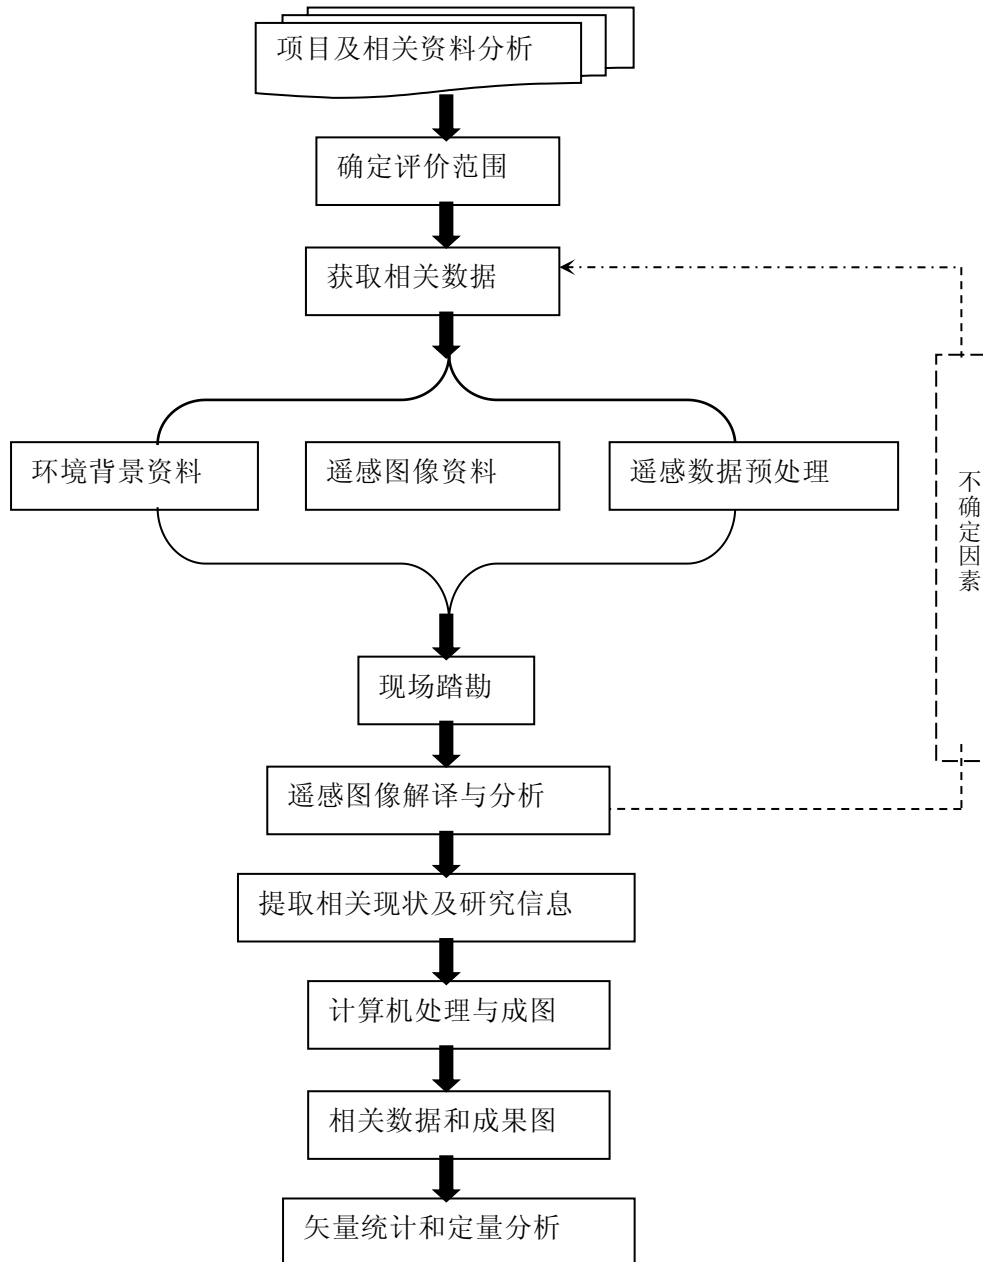 项目及相关资料分析
确定评价范围
获取相关数据
环境背景资料
遥感图像资料
遥感数据预处理
不确定因素
现场踏勘
遥感图像解译与分析
提取相关现状及研究信息
计算机处理与成图
相关数据和成果图
矢量统计和定量分析